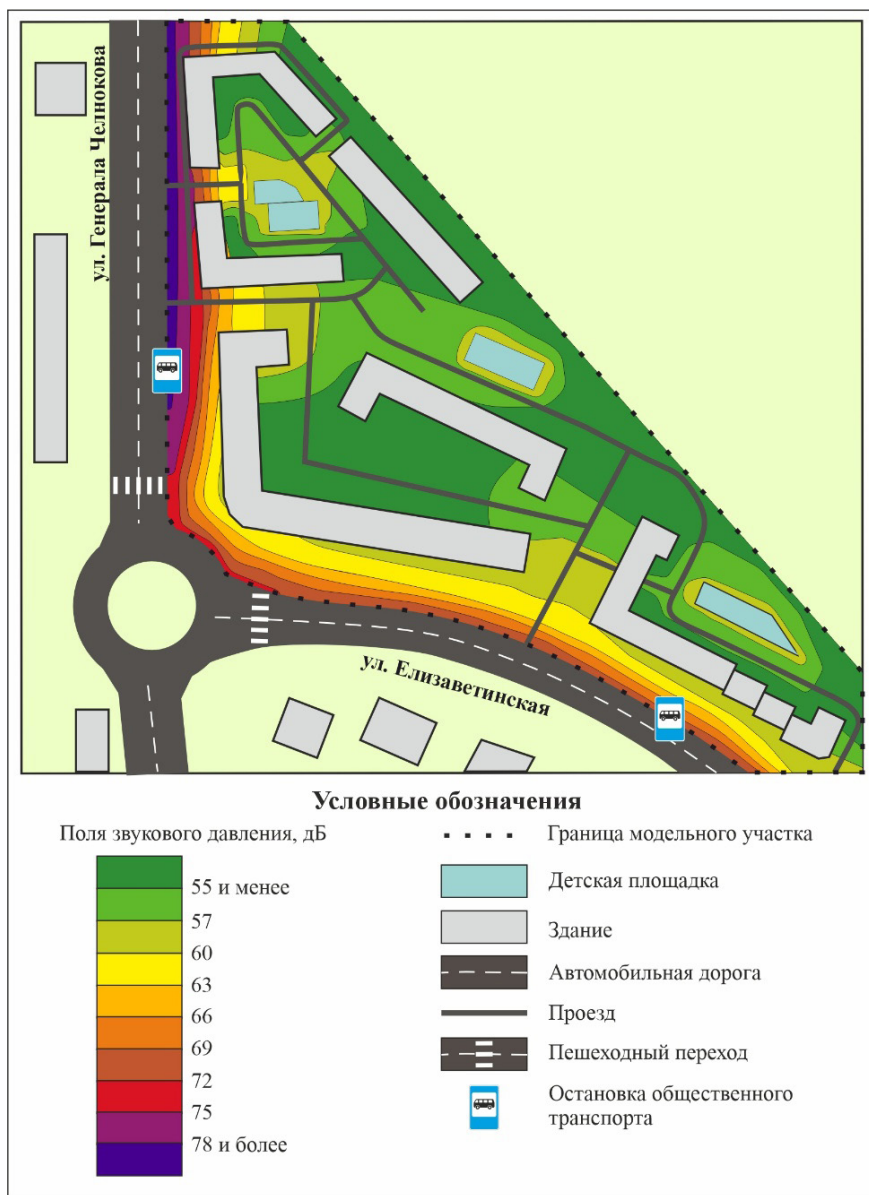 ул. Генерала Челнокова
ул. Елизаветинская
Условные обозначения
Поля звукового давления, дБ
55 и менее
57
60
63
66
69
72
75
78 и более
Граница модельного участка
Детская площадка
Здание
Автомобильная дорога
Проезд
Пешеходный переход
Остановка общественного
транспорта